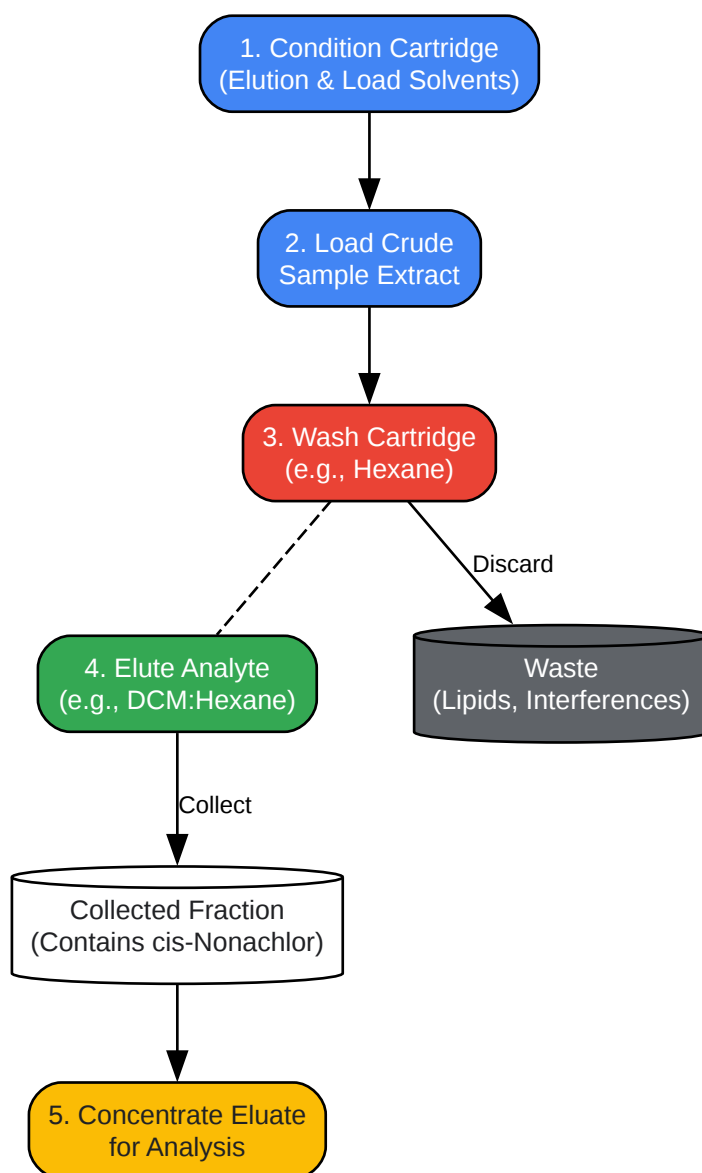 1. Condition Cartridge
(Elution & Load Solvents)
2. Load Crude
Sample Extract
3. Wash Cartridge
(e.g., Hexane)
Discard
4. Elute Analyte
(e.g., DCM:Hexane)
Waste
(Lipids, Interferences)
Collect
Collected Fraction
(Contains cis-Nonachlor)
5. Concentrate Eluate
for Analysis